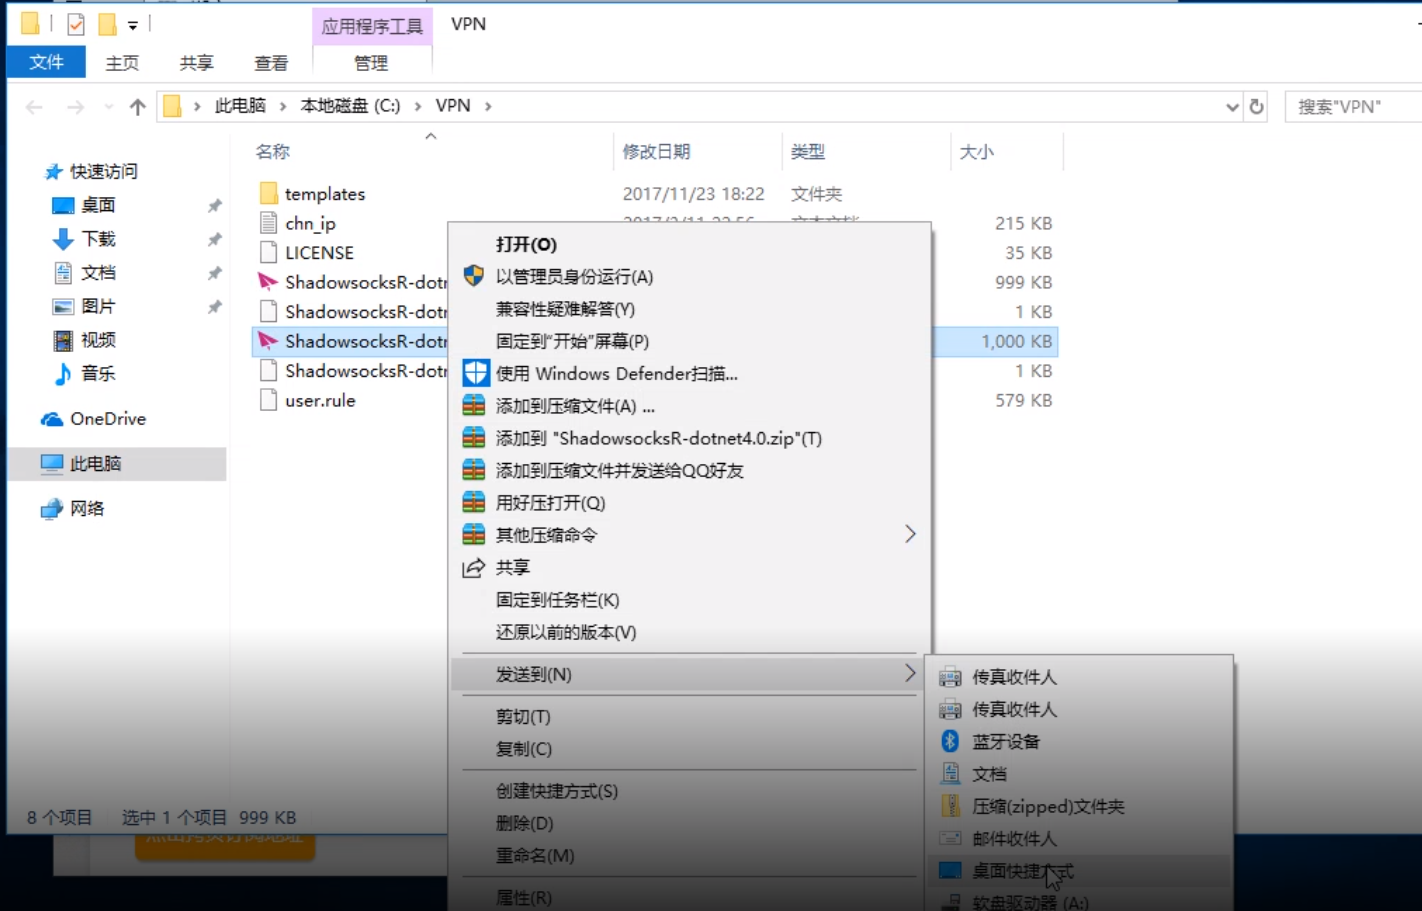 应用程序工具 VPN
文件 主页 共享 查看 管理
此电脑 本地磁盘 (C:) VPN 搜索"VPN"
名称 修改日期 类型 大小
快速访问
桌面
下载
文档
图片
视频
音乐
OneDrive
此电脑
网络
templates 2017/11/23 18:22 文件夹
chn_ip 215 KB
LICENSE 35 KB
ShadowsocksR-dotn 999 KB
ShadowsocksR-dotn 1 KB
ShadowsocksR-dotn 1,000 KB
ShadowsocksR-dotn 1 KB
user.rule 579 KB
打开(O)
以管理员身份运行(A)
兼容性疑难解答(Y)
固定到"开始"屏幕(P)
使用 Windows Defender扫描...
添加到压缩文件(A) ...
添加到 "ShadowsocksR-dotnet4.0.zip"(T)
添加到压缩文件并发送给QQ好友
用好压打开(Q)
其他压缩命令
共享
固定到任务栏(K)
还原以前的版本(V)
发送到(N)
剪切(T)
复制(C)
创建快捷方式(S)
删除(D)
重命名(M)
属性(R)
传真收件人
传真收件人
蓝牙设备
文档
压缩(zipped)文件夹
邮件收件人
桌面快捷方式
软盘驱动器 (A:)
8 个项目 选中 1 个项目 999 KB